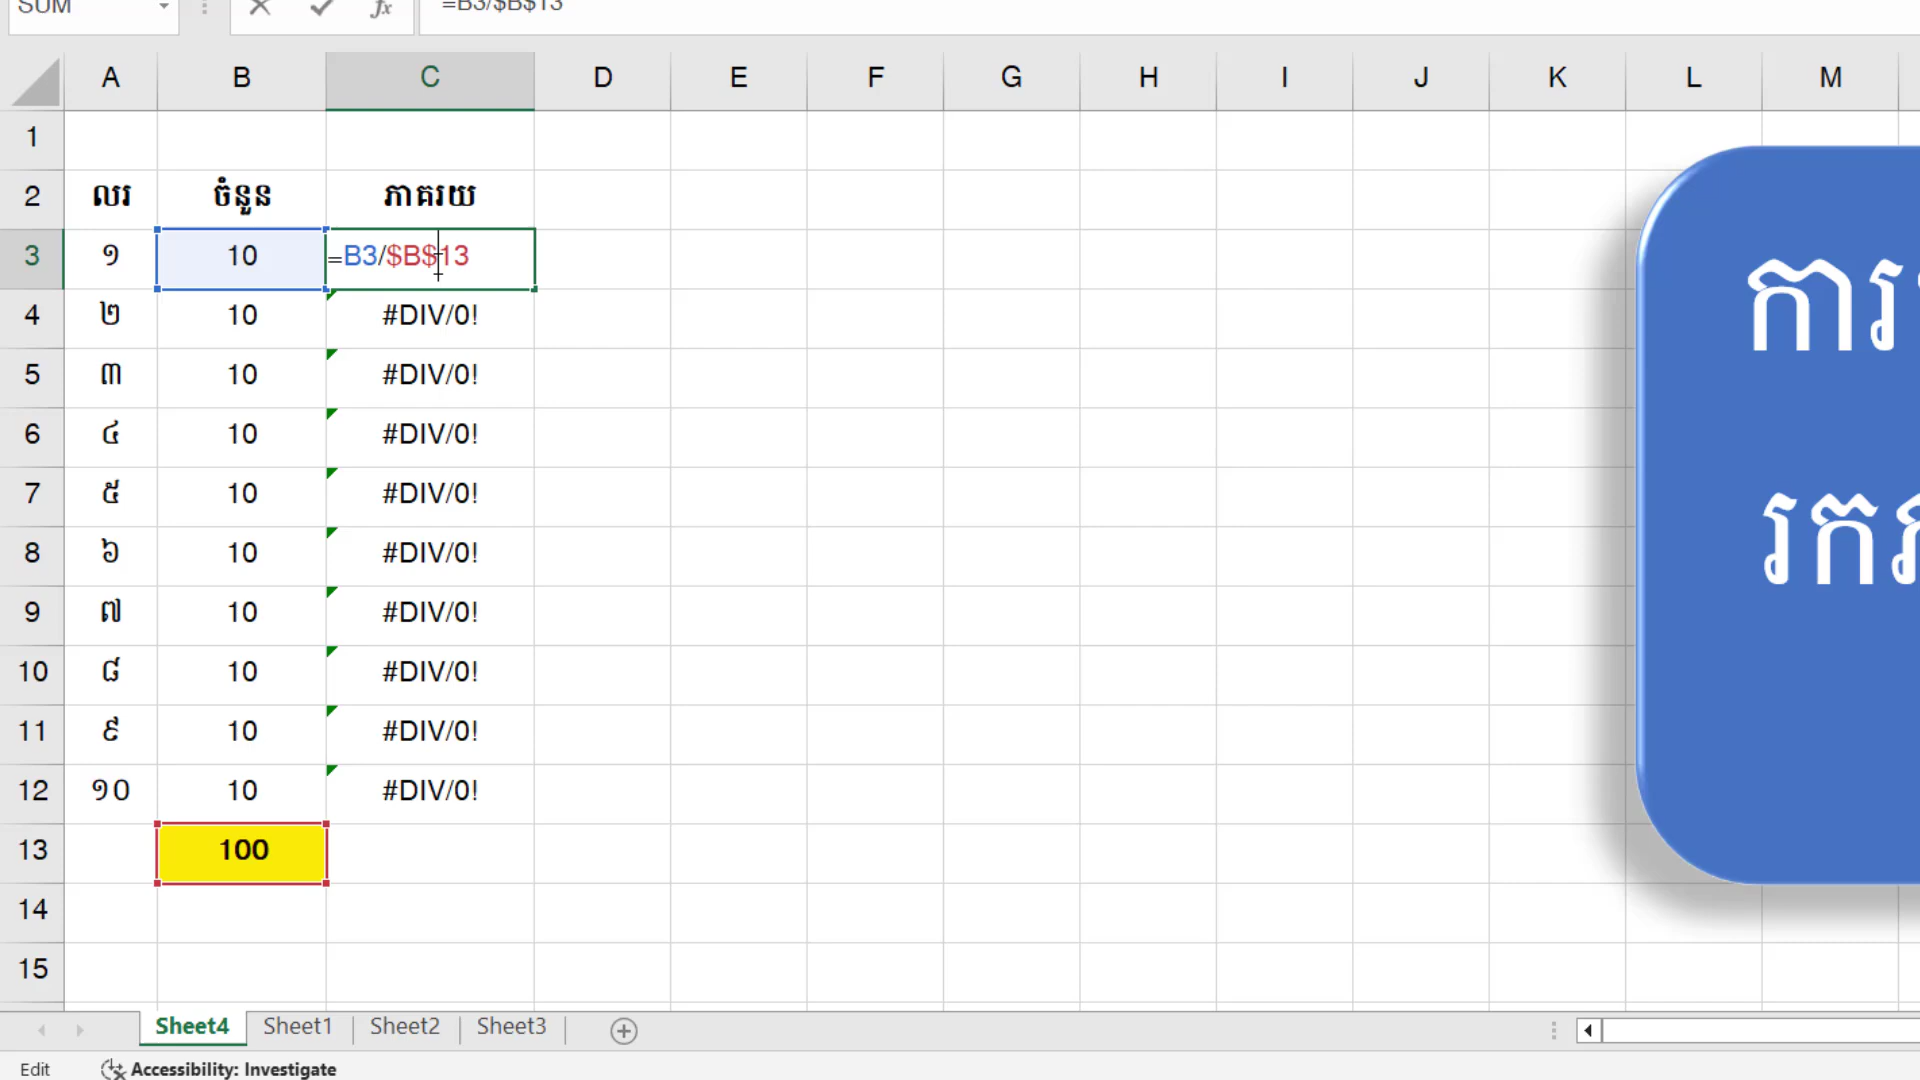 SUM =B3/$B$13
A B C D E F G H I J K L M
1
2 លរ ចំនួន ភាគរយ
3 ១ 10 =B3/$B$13
4 ២ 10 #DIV/0!
5 ៣ 10 #DIV/0!
6 ៤ 10 #DIV/0!
7 ៥ 10 #DIV/0!
8 ៦ 10 #DIV/0!
9 ៧ 10 #DIV/0!
10 ៨ 10 #DIV/0!
11 ៩ 10 #DIV/0!
12 ១០ 10 #DIV/0!
13 100
14
15
Sheet4 Sheet1 Sheet2 Sheet3
Edit Accessibility: Investigate